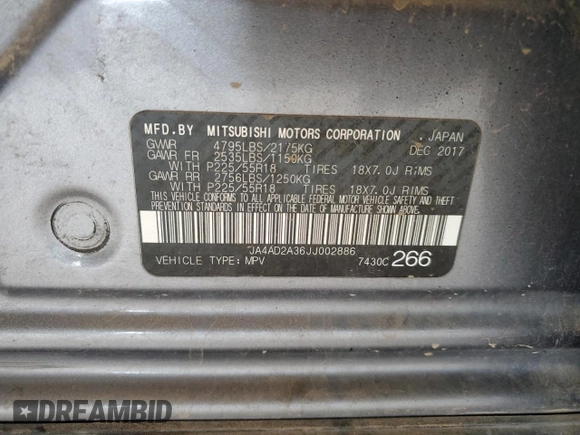 MFD.BY MITSUBISHI MOTORS CORPORATION . JAPAN
GVWR 4795LBS/2175KG DEC 2017
GAWR FR 2535LBS/1150KG
WITH P225/55R18 TIRES 18X7.0J RIMS
GAWR RR 2756LBS/1250KG
WITH P225/55R18 TIRES 18X7.0J RIMS
THIS VEHICLE CONFORMS TO ALL APPLICABLE FEDERAL MOTOR VEHICLE SAFETY AND THEFT
PREVENTION STANDARDS IN EFFECT ON THE DATE OF MANUFACTURE SHOWN ABOVE.
JA4AD2A36JJ002886
VEHICLE TYPE: MPV 7430C 266
DREAMBID